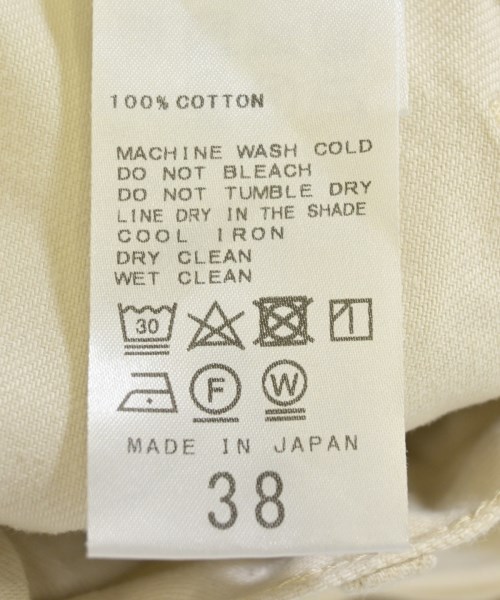 100% COTTON
MACHINE WASH COLD
DO NOT BLEACH
DO NOT TUMBLE DRY
LINE DRY IN THE SHADE
COOL IRON
DRY CLEAN
WET CLEAN
30
F W
MADE IN JAPAN
38